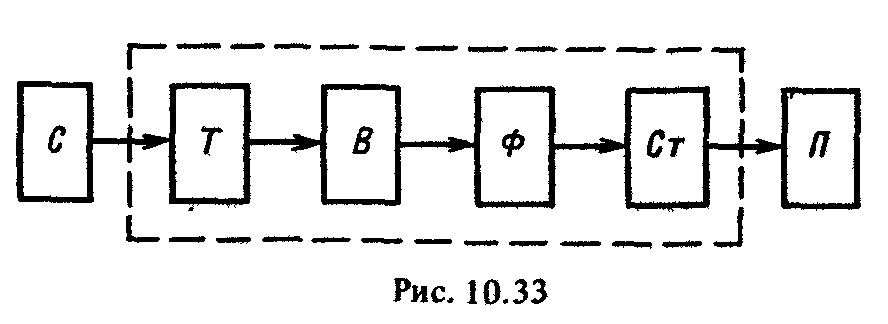 С Т В Ф Ст П
Рис. 10.33